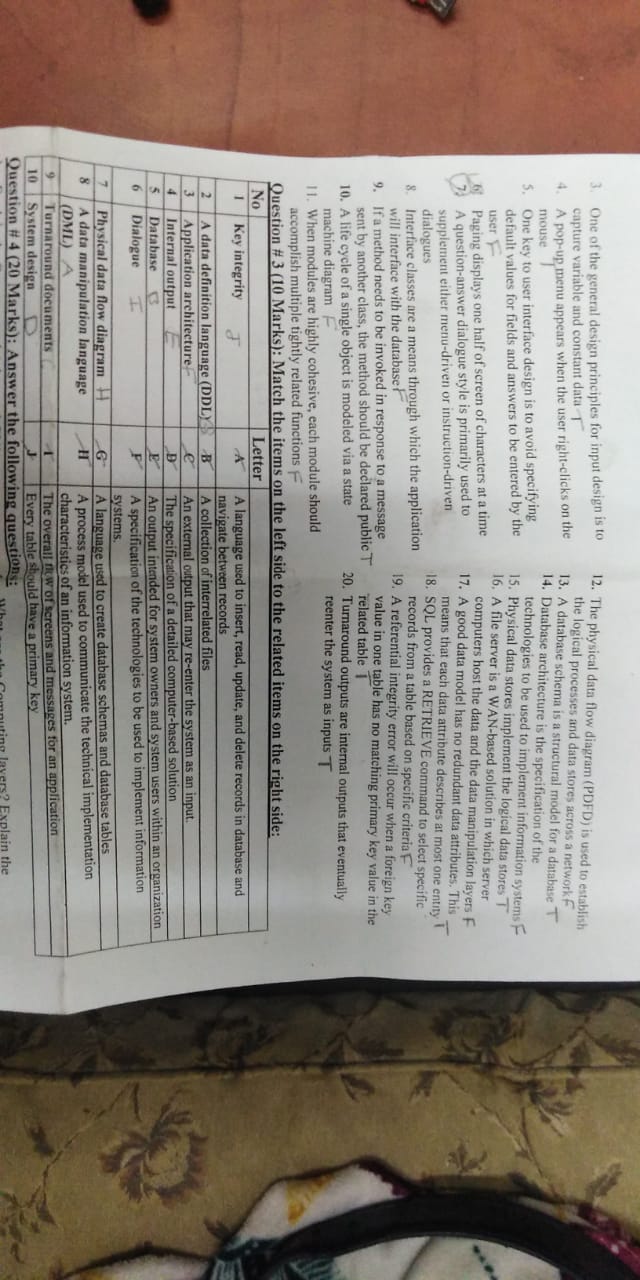 3. One of the general design principles for input design is to
capture variable and constant data T
4. A pop-up menu appears when the user right-clicks on the
mouse T
5. One key to user interface design is to avoid specifying
default values for fields and answers to be entered by the
user F
6. Paging displays one half of screen of characters at a time
7. A question-answer dialogue style is primarily used to
supplement either menu-driven or instruction-driven
dialogues
8. Interface classes are a means through which the application
will interface with the database F
9. If a method needs to be invoked in response to a message
sent by another class, the method should be declared public T
10. A life cycle of a single object is modeled via a state
machine diagram F
11. When modules are highly cohesive, each module should
accomplish multiple tightly related functions F
12. The physical data flow diagram (PDFD) is used to establish
the logical processes and data stores across a network F
13. A database schema is a structural model for a database T
14. Database architecture is the specification of the
technologies to be used to implement information systems F
15. Physical data stores implement the logical data stores T
16. A file server is a WAN-based solution in which server
computers host the data and the data manipulation layers F
17. A good data model has no redundant data attributes. This
means that each data attribute describes at most one entity T
18. SQL provides a RETRIEVE command to select specific
records from a table based on specific criteria F
19. A referential integrity error will occur when a foreign key
value in one table has no matching primary key value in the
related table T
20. Turnaround outputs are internal outputs that eventually
reenter the system as inputs T
Question # 3 (10 Marks): Match the items on the left side to the related items on the right side:
No Letter
1 Key integrity J A A language used to insert, read, update, and delete records in database and
navigate between records
2 A data definition language (DDL) B A collection of interrelated files
3 Application architecture F C An external output that may re-enter the system as an input.
4 Internal output E D The specification of a detailed computer-based solution
5 Database B E An output intended for system owners and system users within an organization
6 Dialogue I F A specification of the technologies to be used to implement information
systems.
7 Physical data flow diagram H G A language used to create database schemas and database tables
8 A data manipulation language H A process model used to communicate the technical implementation
(DML) A characteristics of an information system.
9 Turnaround documents C I The overall flow of screens and messages for an application
10 System design D J Every table should have a primary key
Question # 4 (20 Marks): Answer the following questions:
Computing layers? Explain the